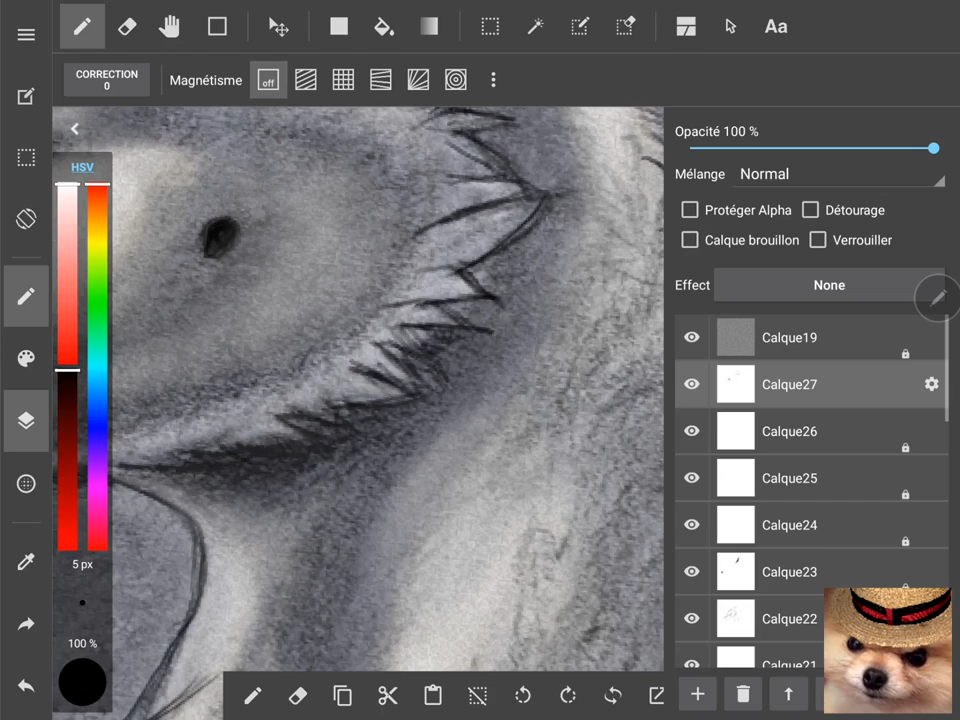 Aa
CORRECTION
0
Magnétisme
off
HSV
Opacité 100 %
Mélange Normal
Protéger Alpha Détourage
Calque brouillon Verrouiller
Effect None
Calque19
Calque27
Calque26
Calque25
Calque24
Calque23
Calque22
Calque21
5 px
100 %